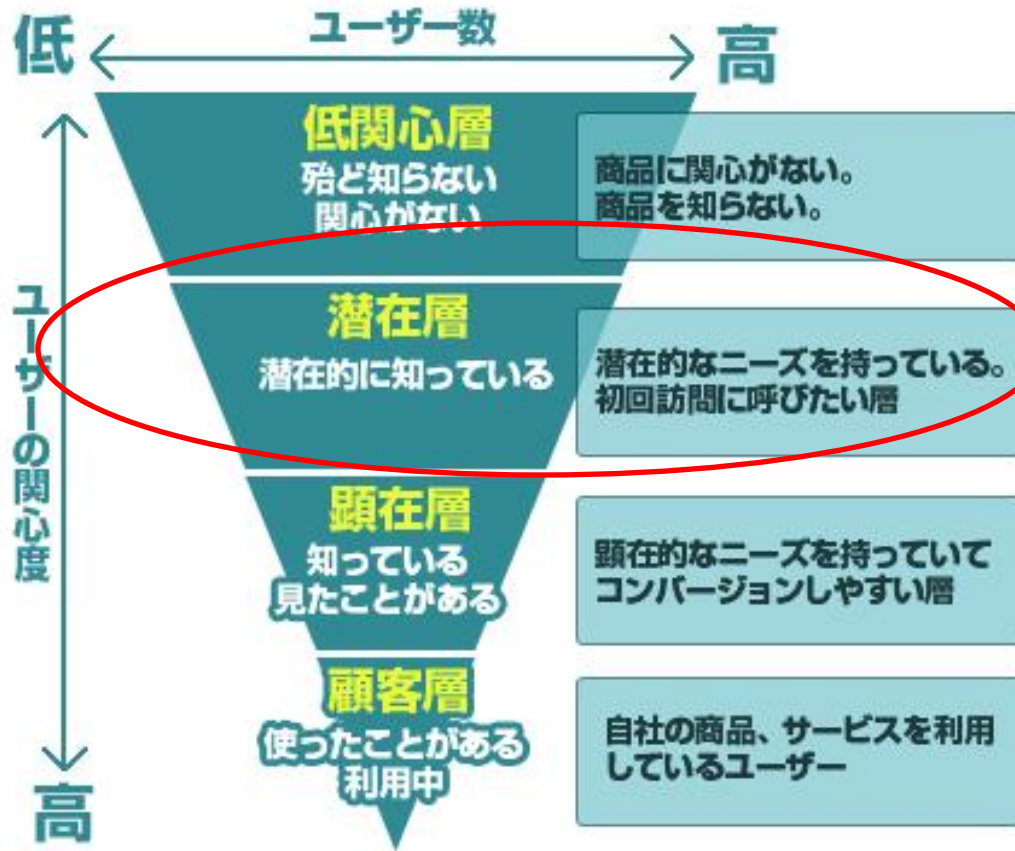 低
ユーザー数
高
ユーザーの関心度
高
低関心層
殆ど知らない
関心がない
商品に関心がない。
商品を知らない。
潜在層
潜在的に知っている
潜在的なニーズを持っている。
初回訪問に呼びたい層
顕在層
知っている
見たことがある
顕在的なニーズを持っていて
コンバージョンしやすい層
顧客層
使ったことがある
利用中
自社の商品、サービスを利用
しているユーザー